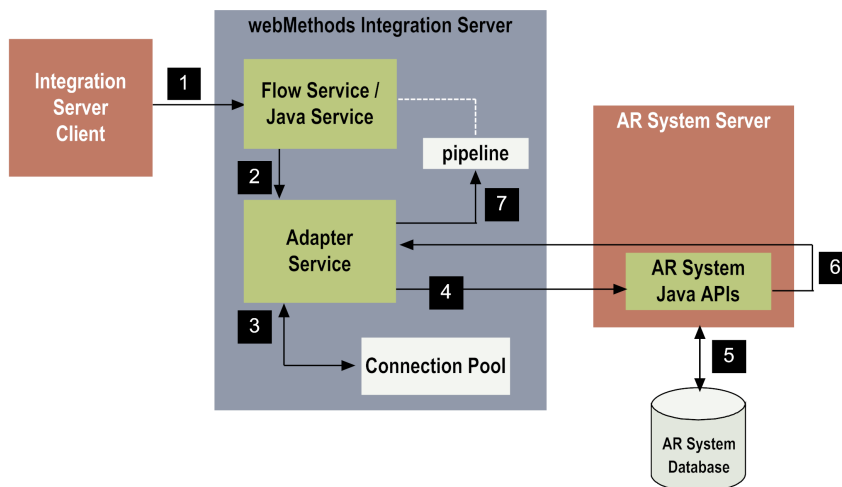 webMethods Integration Server
Integration
Server
Client
1
Flow Service /
Java Service
AR System Server
pipeline
2
7
Adapter
Service
6
AR System
Java APIs
4
3
Connection Pool
5
AR System
Database